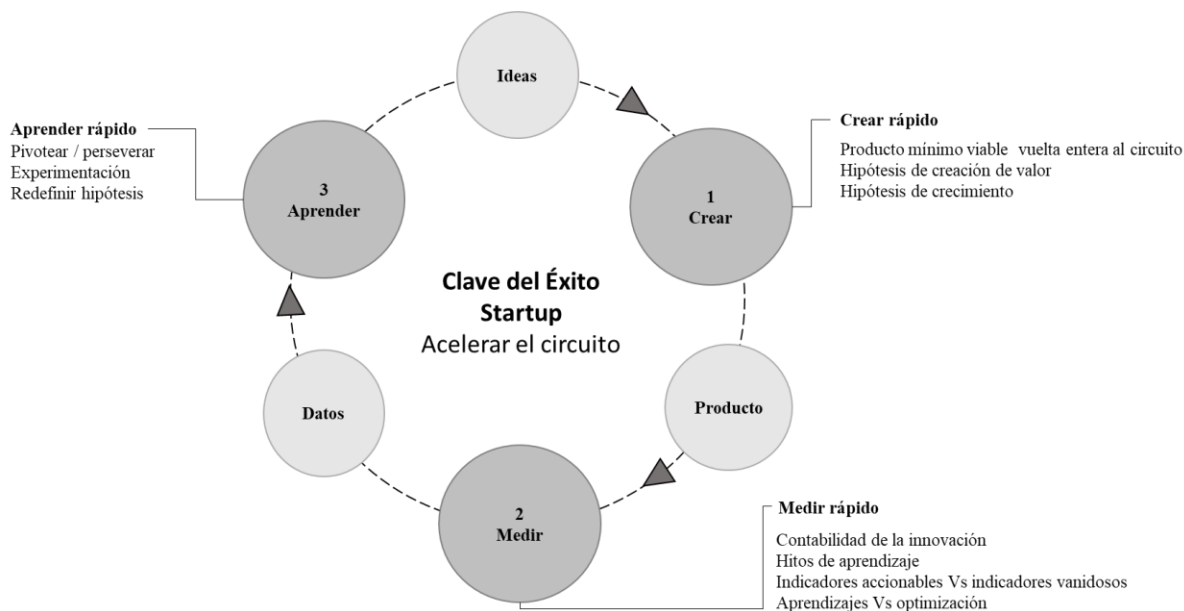 Ideas
Aprender rápido
Pivotear / perseverar
Experimentación
Redefinir hipótesis
Crear rápido
Producto mínimo viable  vuelta entera al circuito
Hipótesis de creación de valor
Hipótesis de crecimiento
3
Aprender
1
Crear
Clave del Éxito
Startup
Acelerar el circuito
Datos
Producto
2
Medir
Medir rápido
Contabilidad de la innovación
Hitos de aprendizaje
Indicadores accionables Vs indicadores vanidosos
Aprendizajes Vs optimización